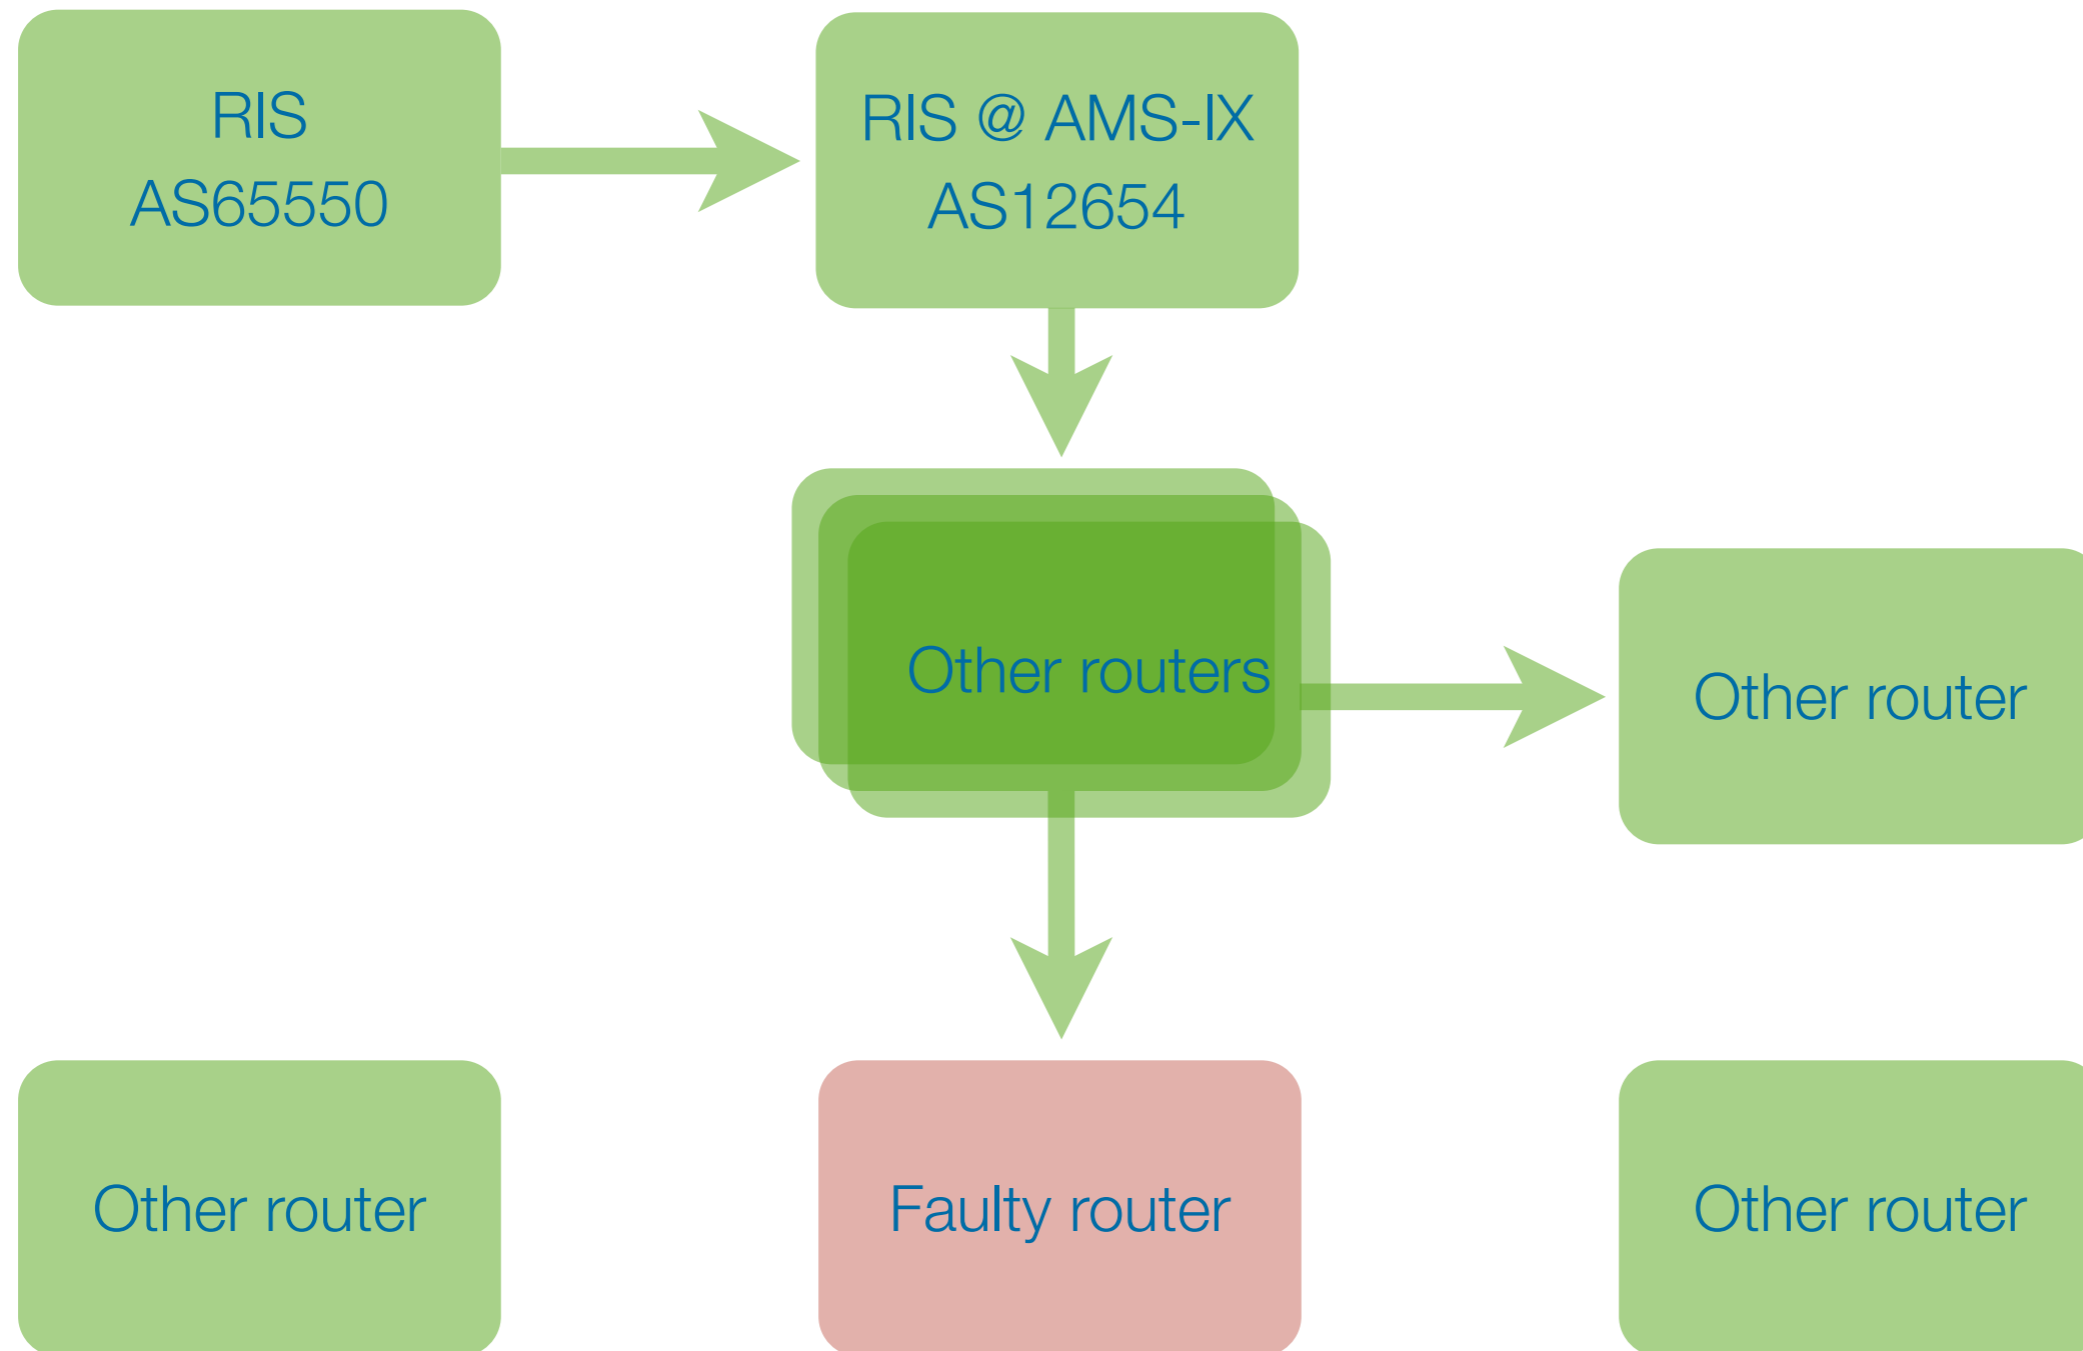 RIS
AS65550
RIS @ AMS-IX
AS12654
Other routers
Other router
Other router
Faulty router
Other router